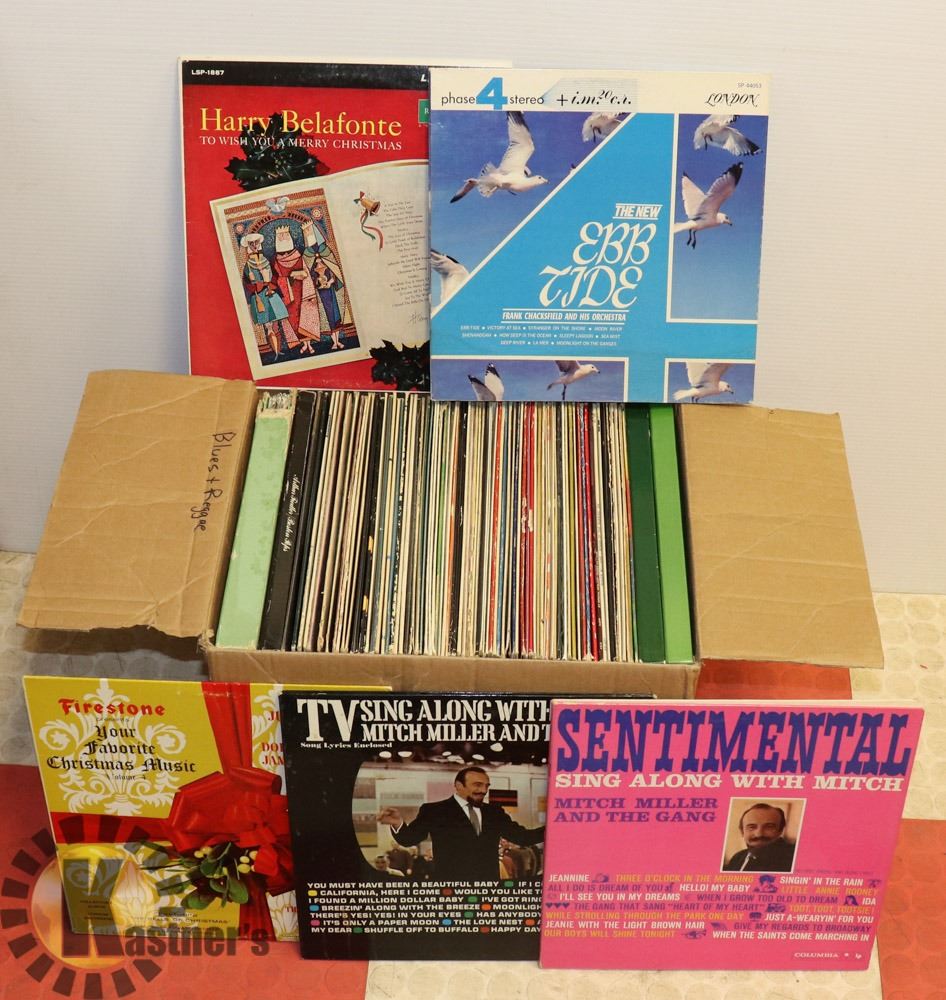 LSP-1887
Harry Belafonte
TO WISH YOU A MERRY CHRISTMAS
phase 4 stereo + i.m. 20 c.r.
SP 44053
LONDON
THE NEW
EBB
TIDE
FRANK CHACKSFIELD AND HIS ORCHESTRA
EBB TIDE • VICTORY AT SEA • STRANGER ON THE SHORE • MOON RIVER
SHENANDOAH • HOW DEEP IS THE OCEAN • SLEEPY LAGOON • SEA MIST
DEEP RIVER • LA MER • MOONLIGHT ON THE GANGES
Blues + Reggae
Firestone
Your
Favorite
Christmas Music
Volume 4
TV SING ALONG WITH
MITCH MILLER AND
Song Lyrics Enclosed
YOU MUST HAVE BEEN A BEAUTIFUL BABY • IF I
CALIFORNIA, HERE I COME • WOULD YOU LIKE
I FOUND A MILLION DOLLAR BABY • I'VE GOT
BREEZIN' ALONG WITH THE BREEZE •
THERE'S YES! YES! IN YOUR EYES • HAS
• IT'S ONLY A PAPER MOON • THE LOVE NEST •
MY DEAR • SHUFFLE OFF TO BUFFALO • HAPPY
SENTIMENTAL
SING ALONG WITH MITCH
MITCH MILLER
AND THE GANG
JEANNINE THREE O'CLOCK IN THE MORNING SINGIN' IN THE RAIN
ALL I DO IS DREAM OF YOU HELLO! MY BABY LITTLE ANNIE ROONEY
I'LL SEE YOU IN MY DREAMS WHEN I GROW TOO OLD TO DREAM IDA
THE GANG THAT SANG "HEART OF MY HEART" TOOT, TOOT, TOOTSIE!
WHILE STROLLING THROUGH THE PARK ONE DAY JUST A-WEARYIN' FOR YOU
JEANIE WITH THE LIGHT BROWN HAIR GIVE MY REGARDS TO BROADWAY
OUR BOYS WILL SHINE TONIGHT WHEN THE SAINTS COME MARCHING IN
COLUMBIA
Kastner's